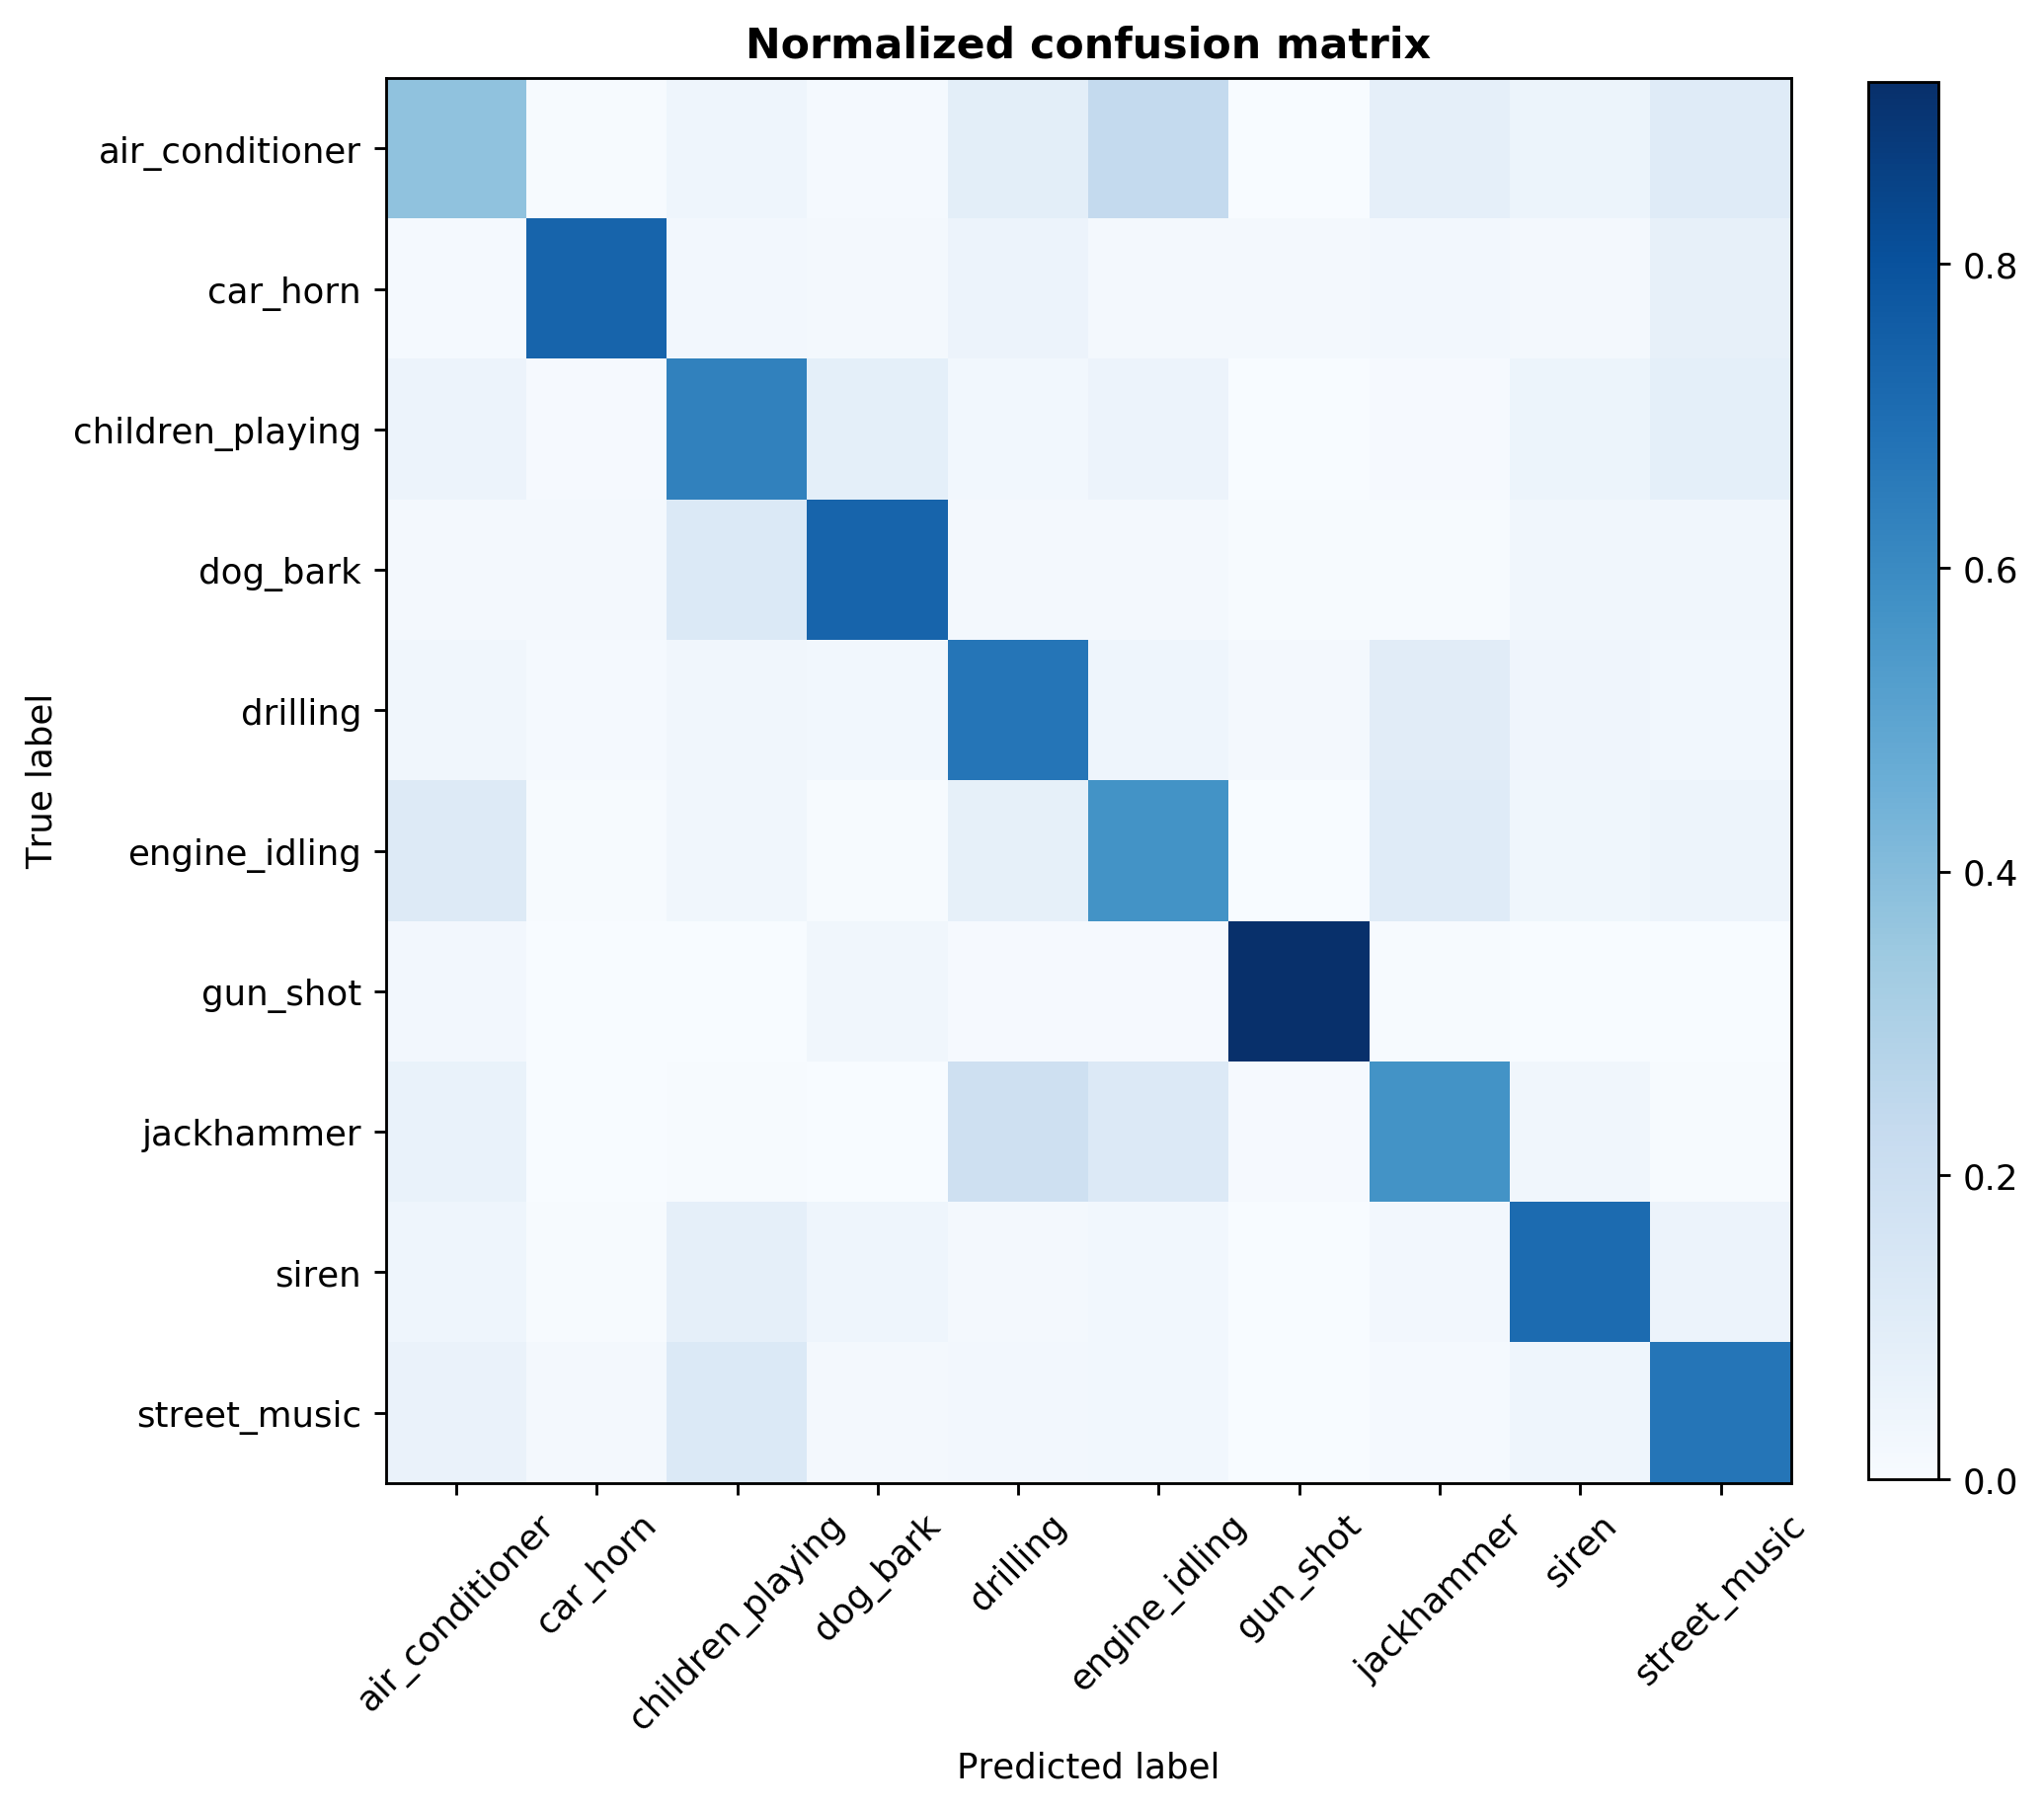 Normalized confusion matrix
air_conditioner
car_horn
children_playing
dog_bark
drilling
engine_idling
gun_shot
jackhammer
siren
street_music
True label
air_conditioner
car_horn
children_playing
dog_bark
drilling
engine_idling
gun_shot
jackhammer
siren
street_music
Predicted label
0.8
0.6
0.4
0.2
0.0